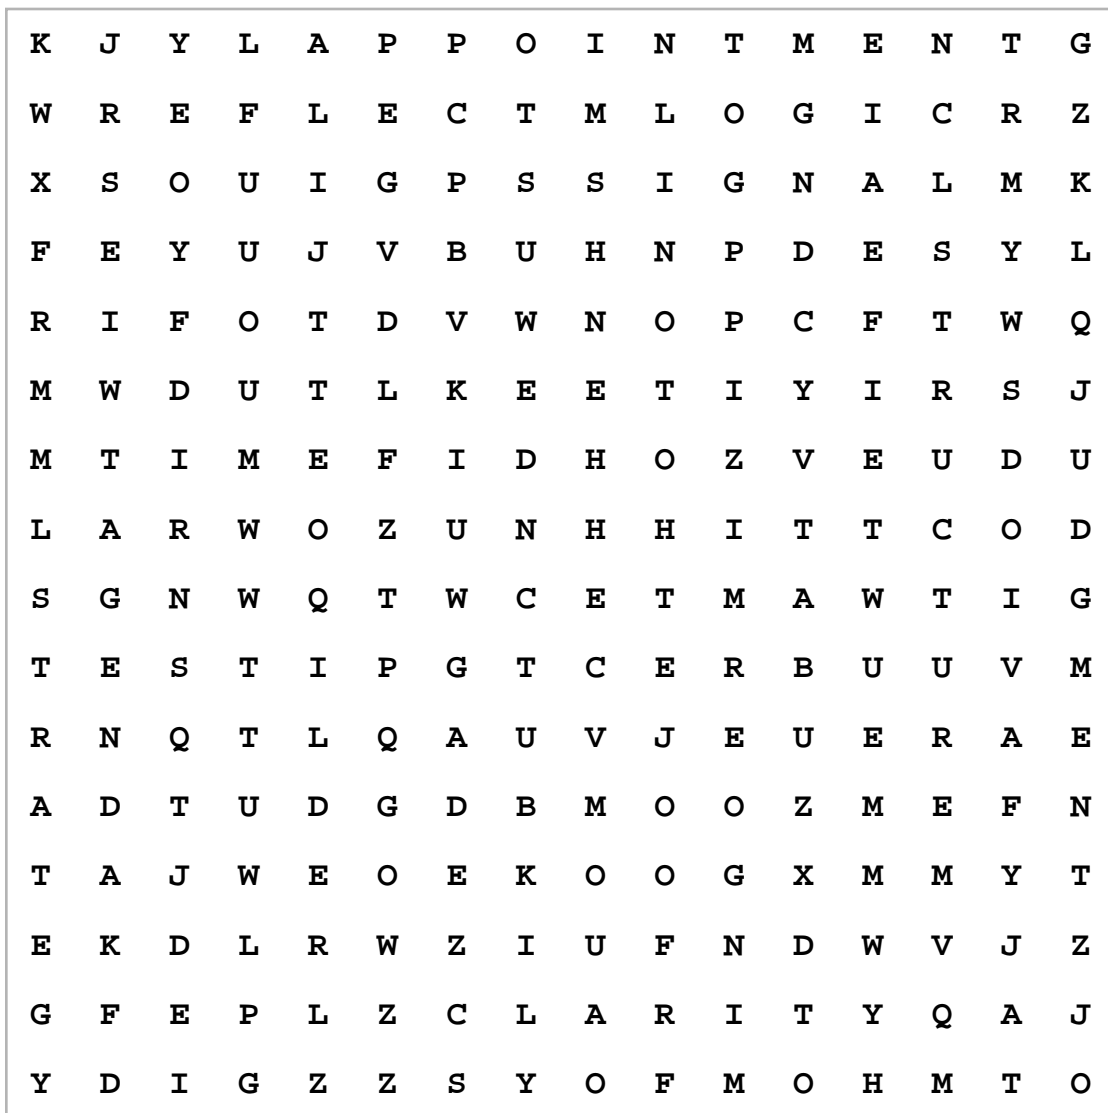 K J Y L A P P O I N T M E N T G
W R E F L E C T M L O G I C R Z
X S O U I G P S S I G N A L M K
F E Y U J V B U H N P D E S Y L
R I F O T D V W N O P C F T W Q
M W D U T L K E E T I Y I R S J
M T I M E F I D H O Z V E U D U
L A R W O Z U N H H I T T C O D
S G N W Q T W C E T M A W T I G
T E S T I P G T C E R B U U V M
R N Q T L Q A U V J E U E R A E
A D T U D G D B M O O Z M E F N
T A J W E O E K O O G X M M Y T
E K D L R W Z I U F N D W V J Z
G F E P L Z C L A R I T Y Q A J
Y D I G Z Z S Y O F M O H M T O